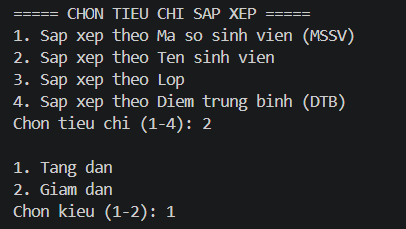 ===== CHON TIEU CHI SAP XEP =====
1. Sap xep theo Ma so sinh vien (MSSV)
2. Sap xep theo Ten sinh vien
3. Sap xep theo Lop
4. Sap xep theo Diem trung binh (DTB)
Chon tieu chi (1-4): 2
1. Tang dan
2. Giam dan
Chon kieu (1-2): 1